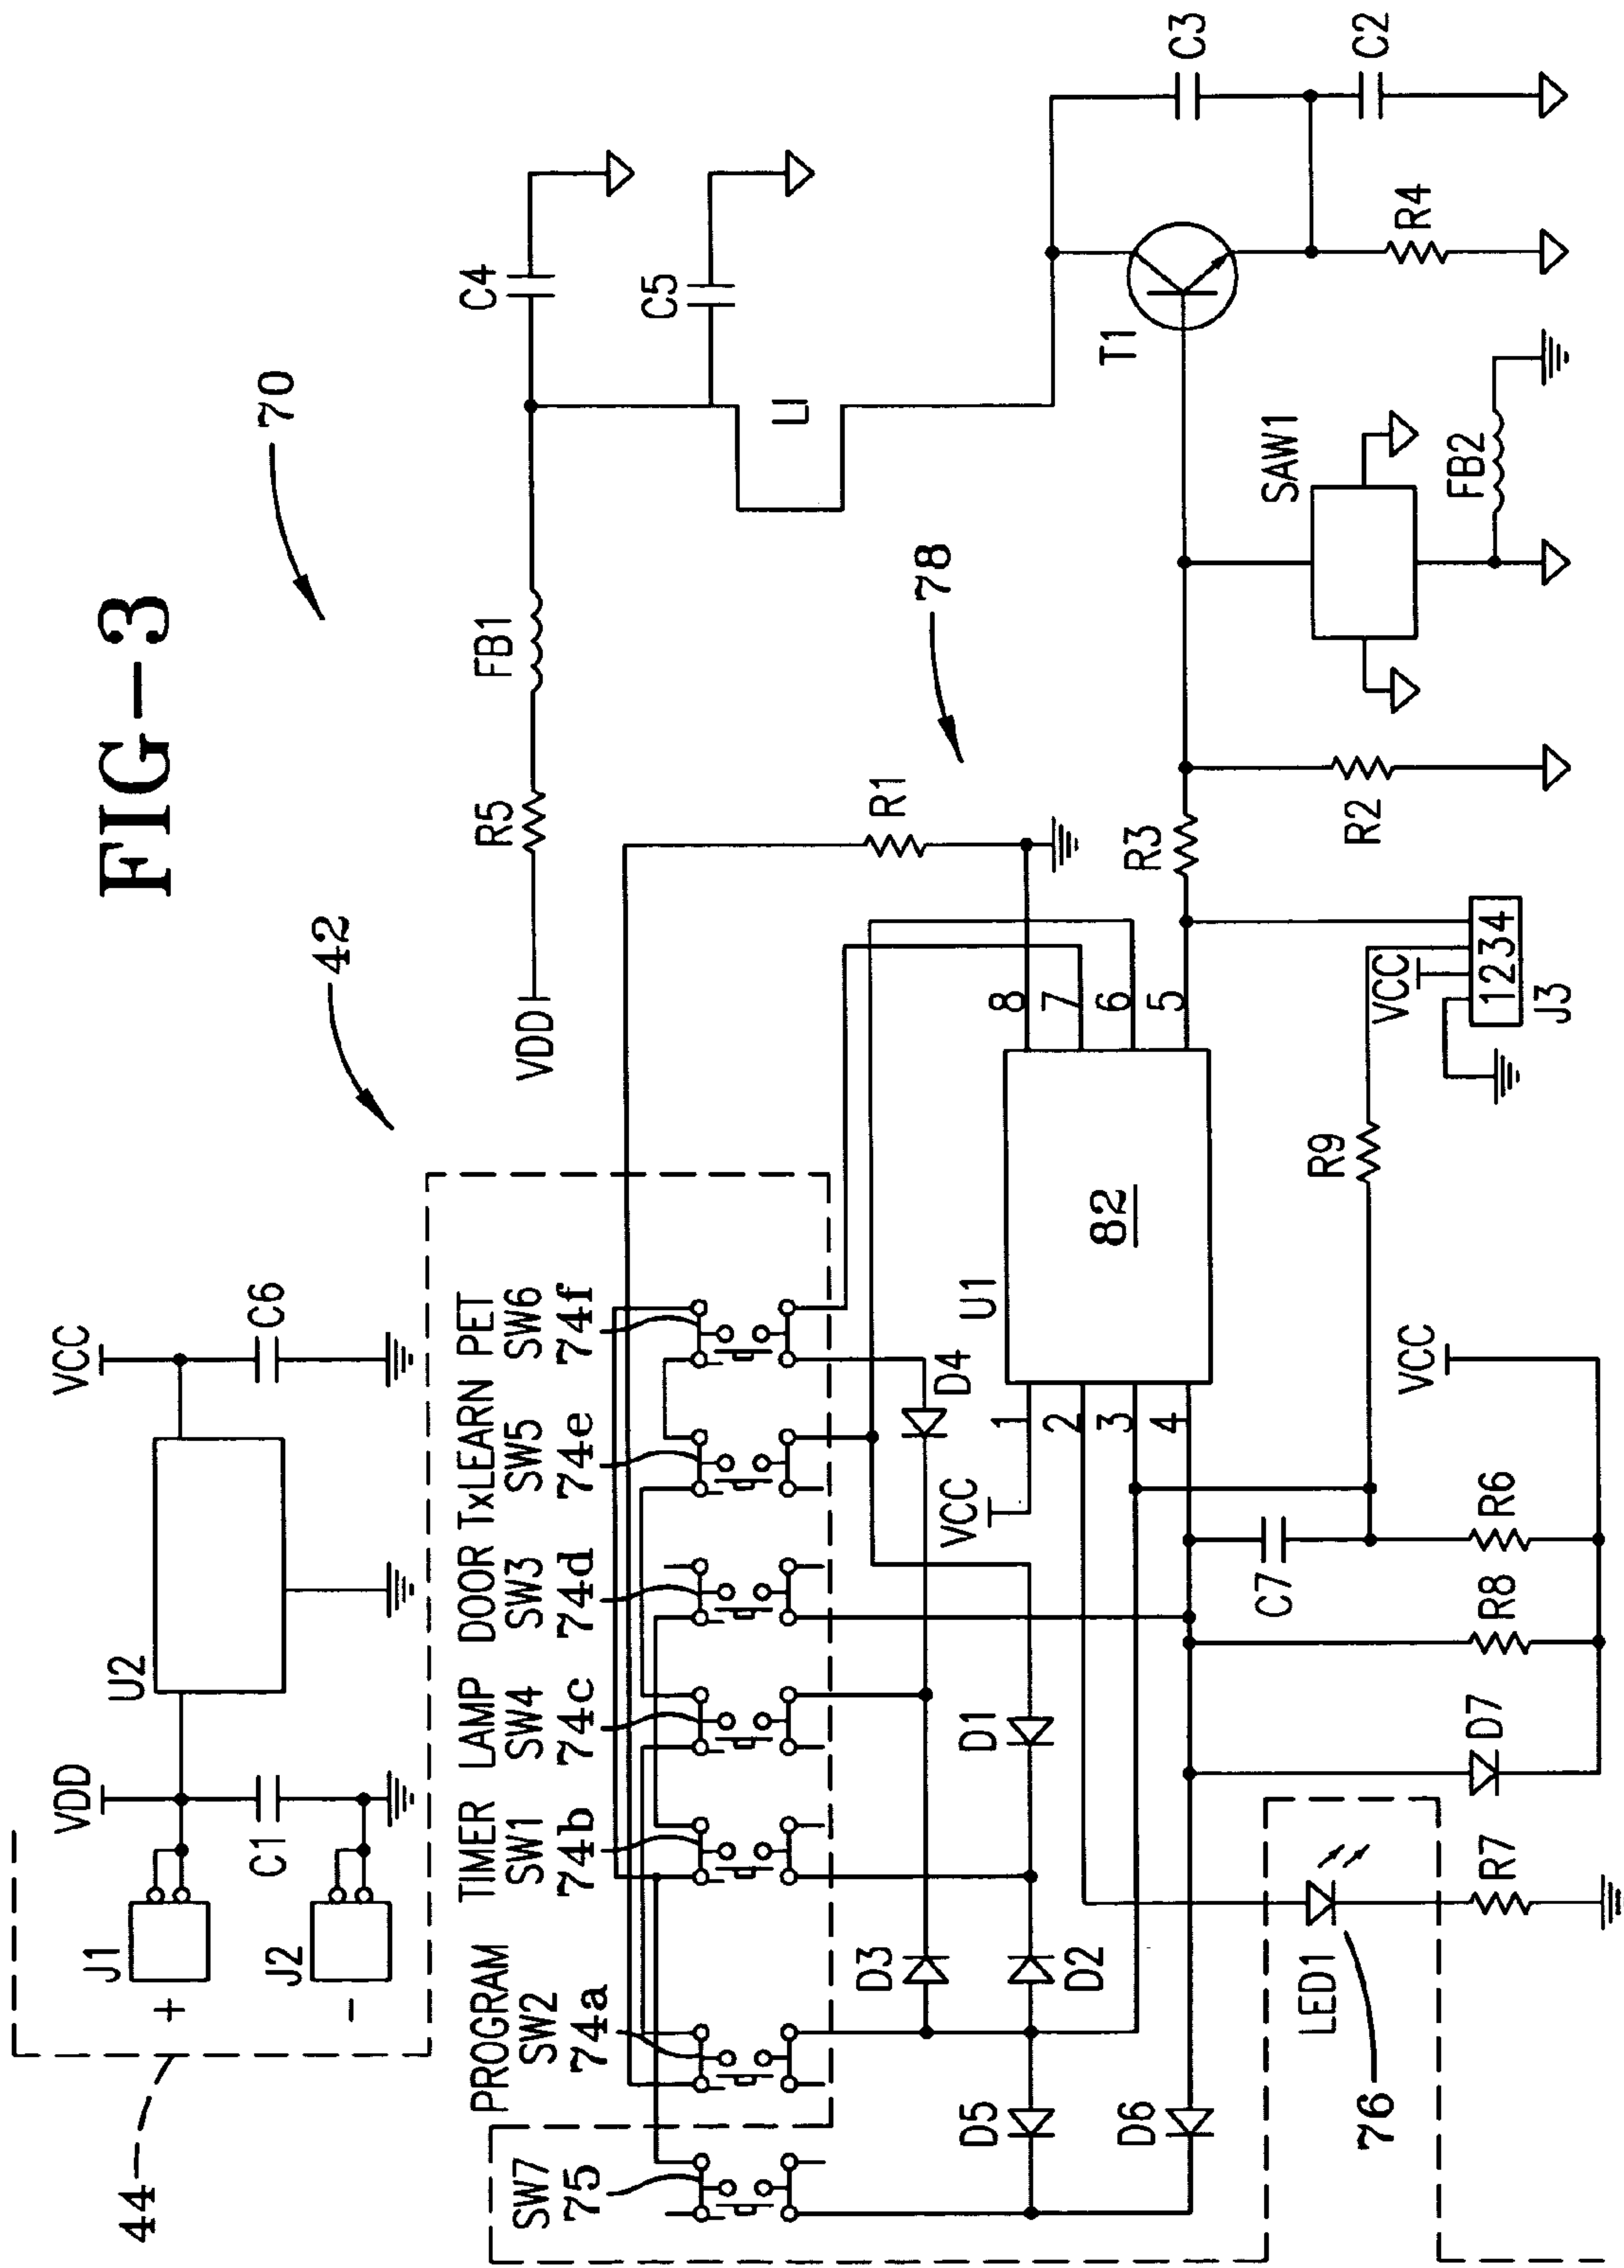 FIG-3
70
42
44
78
VCC
C6
U2
VDD
C1
J1
+
J2
-
C4
C5
FB1
R5
VDD
LI
C3
C2
T1
R4
SAW1
FB2
R1
R3
R2
PROGRAM TIMER LAMP DOOR TxLEARN PET
SW7 SW2 SW1 SW4 SW3 SW5 SW6
75 74a 74b 74c 74d 74e 74f
U1
82
1
2
3
4
5
6
7
8
VCC
D4
D1
D3
D2
D5
D6
D7
R9
VCC
1234
J3
VCC
C7
R6
R8
R7
LED1
76